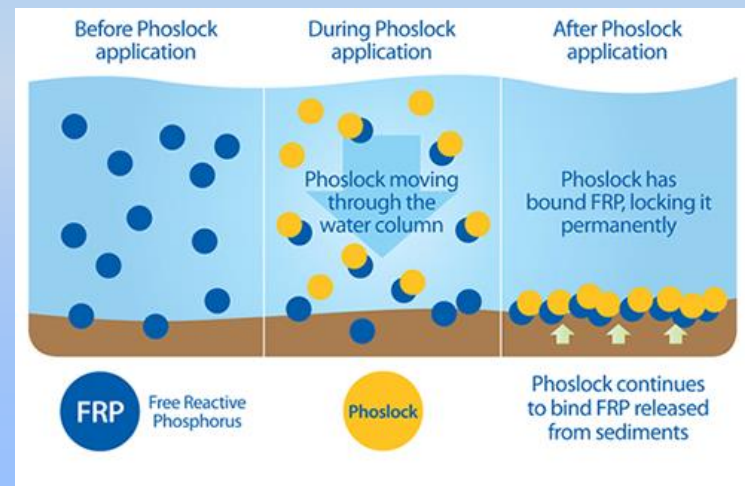 Before Phoslock
application
During Phoslock
application
After Phoslock
application
Phoslock moving
through the
water column
Phoslock has
bound FRP, locking it
permanently
FRP
Free Reactive
Phosphorus
Phoslock
Phoslock continues
to bind FRP released
from sediments